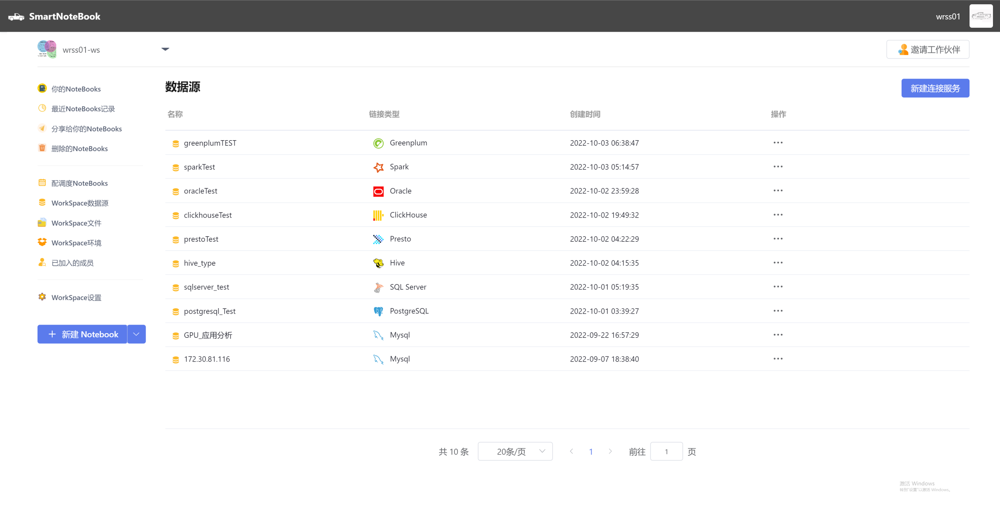 SmartNoteBook
wrss01
wrss01-ws
邀请工作伙伴
你的NoteBooks
最近NoteBooks记录
分享给你的NoteBooks
删除的NoteBooks
配调度NoteBooks
WorkSpace数据源
WorkSpace文件
WorkSpace环境
已加入的成员
WorkSpace设置
新建 Notebook
数据源
新建连接服务
名称 链接类型 创建时间 操作
greenplumTEST Greenplum 2022-10-03 06:38:47
sparkTest Spark 2022-10-03 05:14:57
oracleTest Oracle 2022-10-02 23:59:28
clickhouseTest ClickHouse 2022-10-02 19:49:32
prestoTest Presto 2022-10-02 04:22:29
hive_type Hive 2022-10-02 04:15:35
sqlserver_test SQL Server 2022-10-01 05:19:35
postgresql_Test PostgreSQL 2022-10-01 03:39:27
GPU_应用分析 Mysql 2022-09-22 16:57:29
172.30.81.116 Mysql 2022-09-07 18:38:40
共 10 条 20条/页 1 前往 1 页
激活 Windows
转到"设置"以激活 Windows。